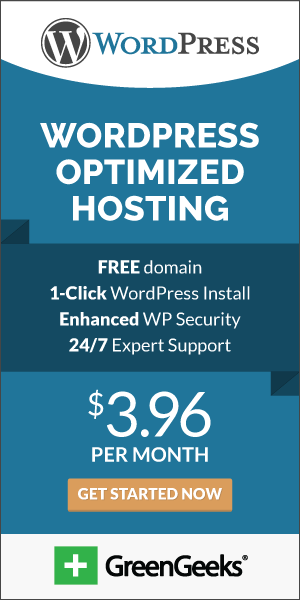 WORDPRESS
WORDPRESS
OPTIMIZED
HOSTING
FREE domain
1-Click WordPress Install
Enhanced WP Security
24/7 Expert Support
$3.96
PER MONTH
GET STARTED NOW
GreenGeeks®